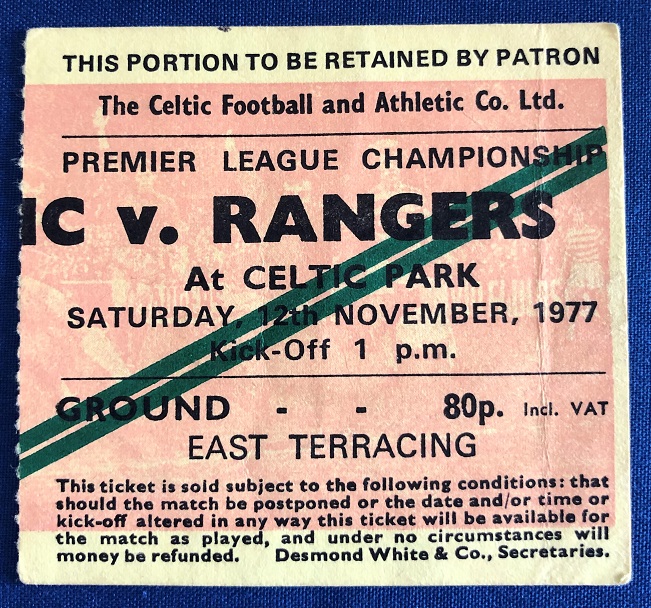 THIS PORTION TO BE RETAINED BY PATRON
The Celtic Football and Athletic Co. Ltd.
PREMIER LEAGUE CHAMPIONSHIP
IC v. RANGERS
At CELTIC PARK
SATURDAY, 12th NOVEMBER, 1977
Kick-Off 1 p.m.
GROUND - - 80p. Incl. VAT
EAST TERRACING
This ticket is sold subject to the following conditions: that
should the match be postponed or the date and/or time or
kick-off altered in any way this ticket will be available for
the match as played, and under no circumstances will
money be refunded. Desmond White & Co., Secretaries.